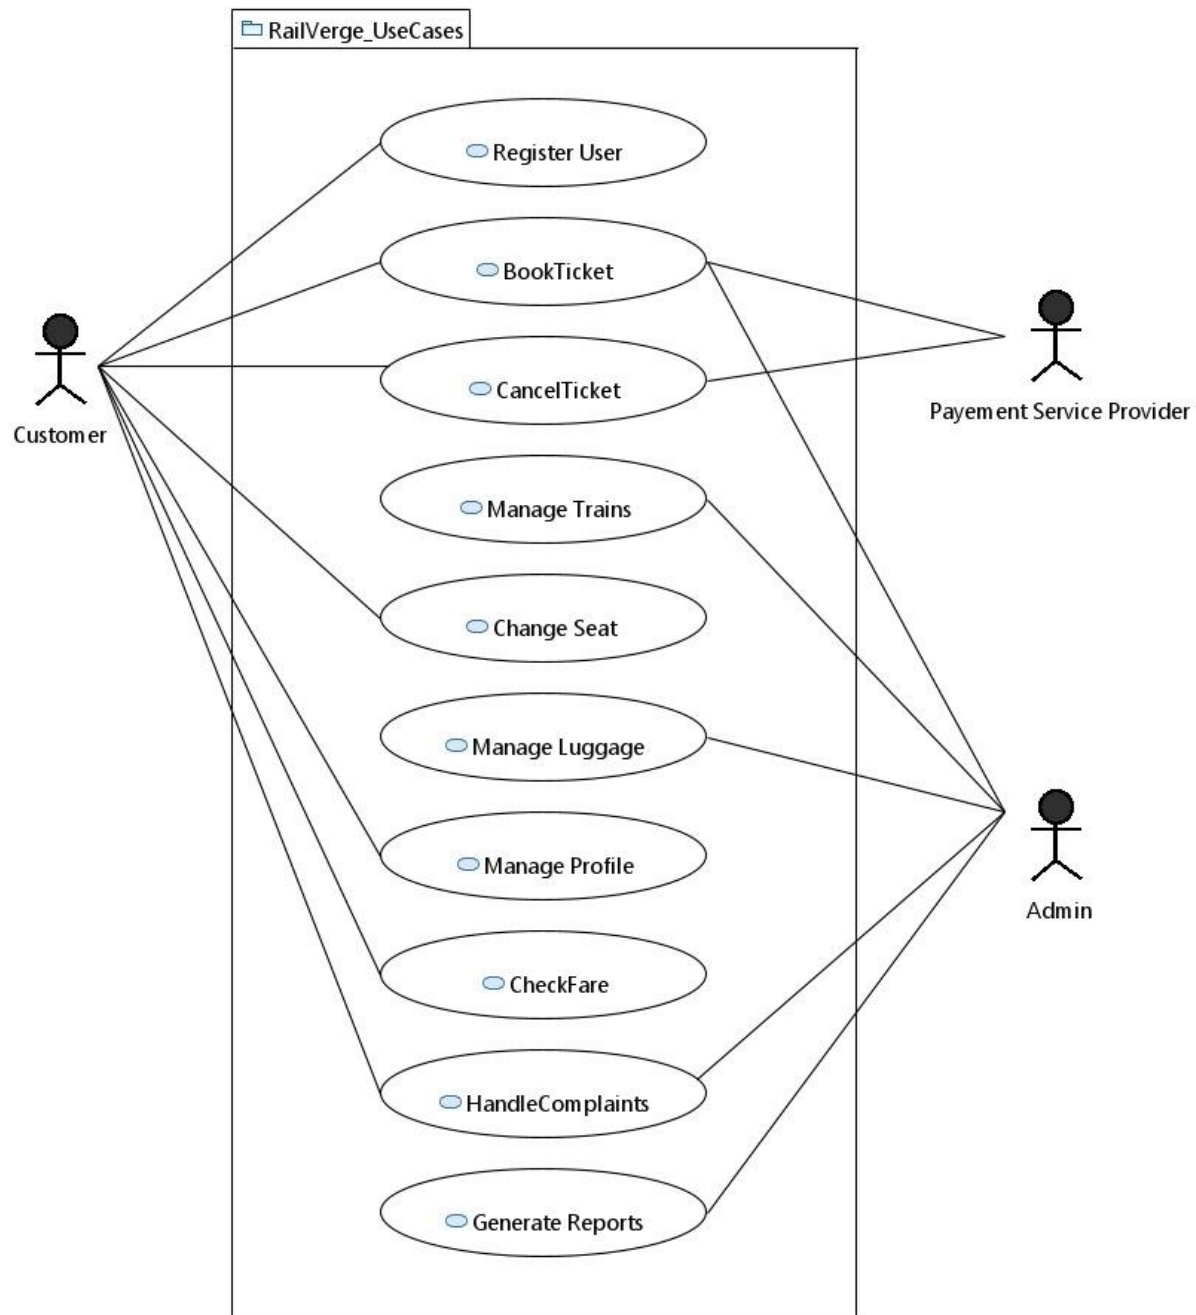 RailVerge_UseCases
Register User
BookTicket
CancelTicket
Customer
Payement Service Provider
Manage Trains
Change Seat
Manage Luggage
Manage Profile
Admin
CheckFare
HandleComplaints
Generate Reports